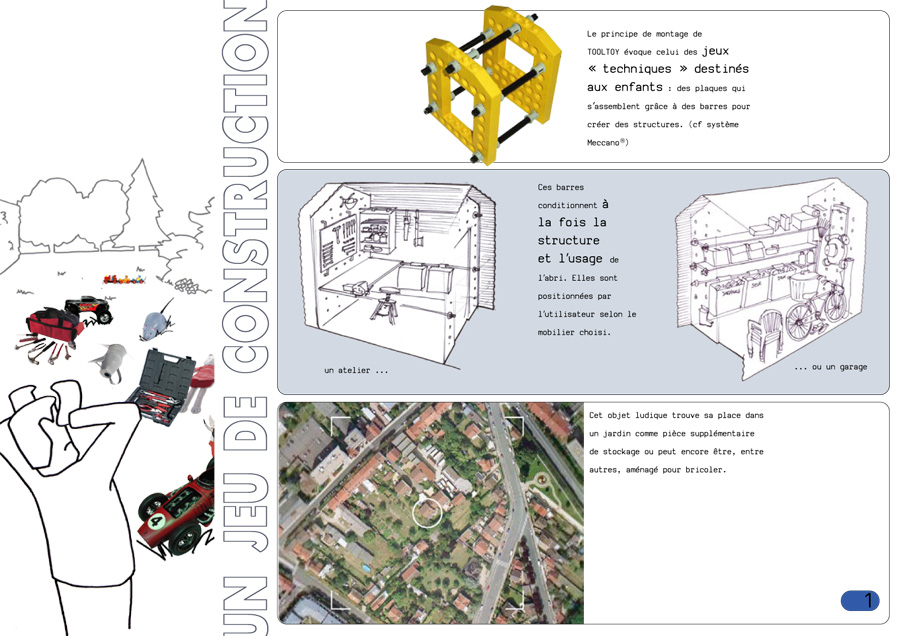 UN JEU DE CONSTRUCTION
Le principe de montage de
TOOLTOY évoque celui des jeux
« techniques » destinés
aux enfants : des plaques qui
s'assemblent grâce à des barres pour
créer des structures. (cf système
Meccano®)
Ces barres
conditionnent à
la fois la
structure
et l'usage de
l'abri. Elles sont
positionnées par
l'utilisateur selon le
mobilier choisi.
un atelier ...
... ou un garage
Cet objet ludique trouve sa place dans
un jardin comme pièce supplémentaire
de stockage ou peut encore être, entre
autres, aménagé pour bricoler.
4
1